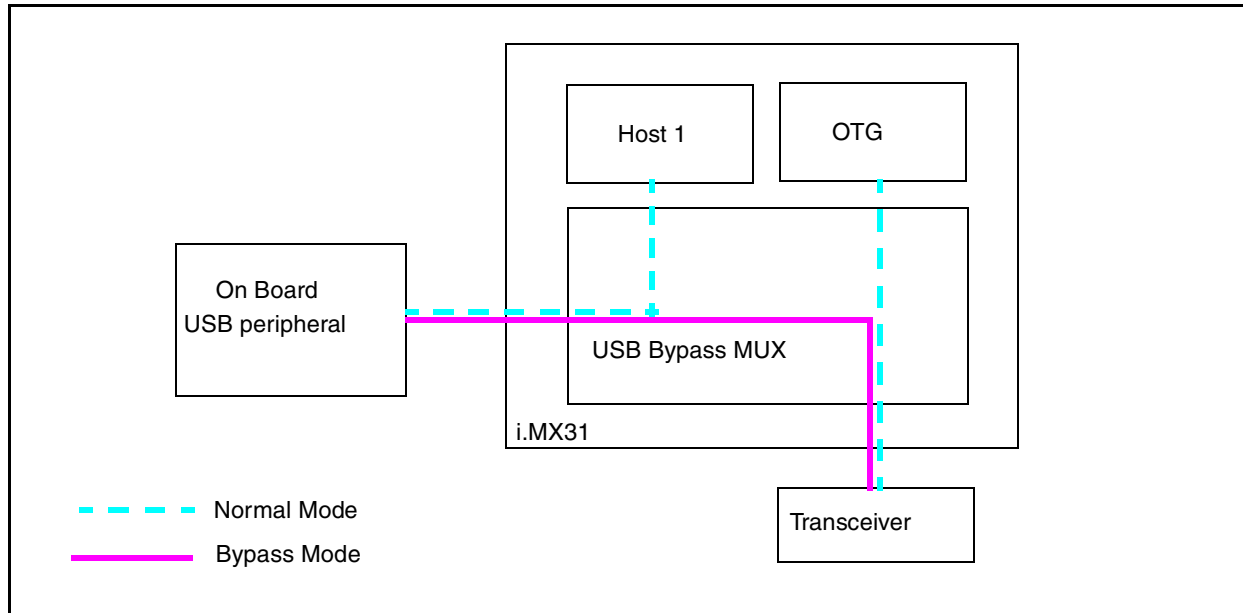 Host 1
OTG
On Board
USB peripheral
USB Bypass MUX
i.MX31
Transceiver
Normal Mode
Bypass Mode